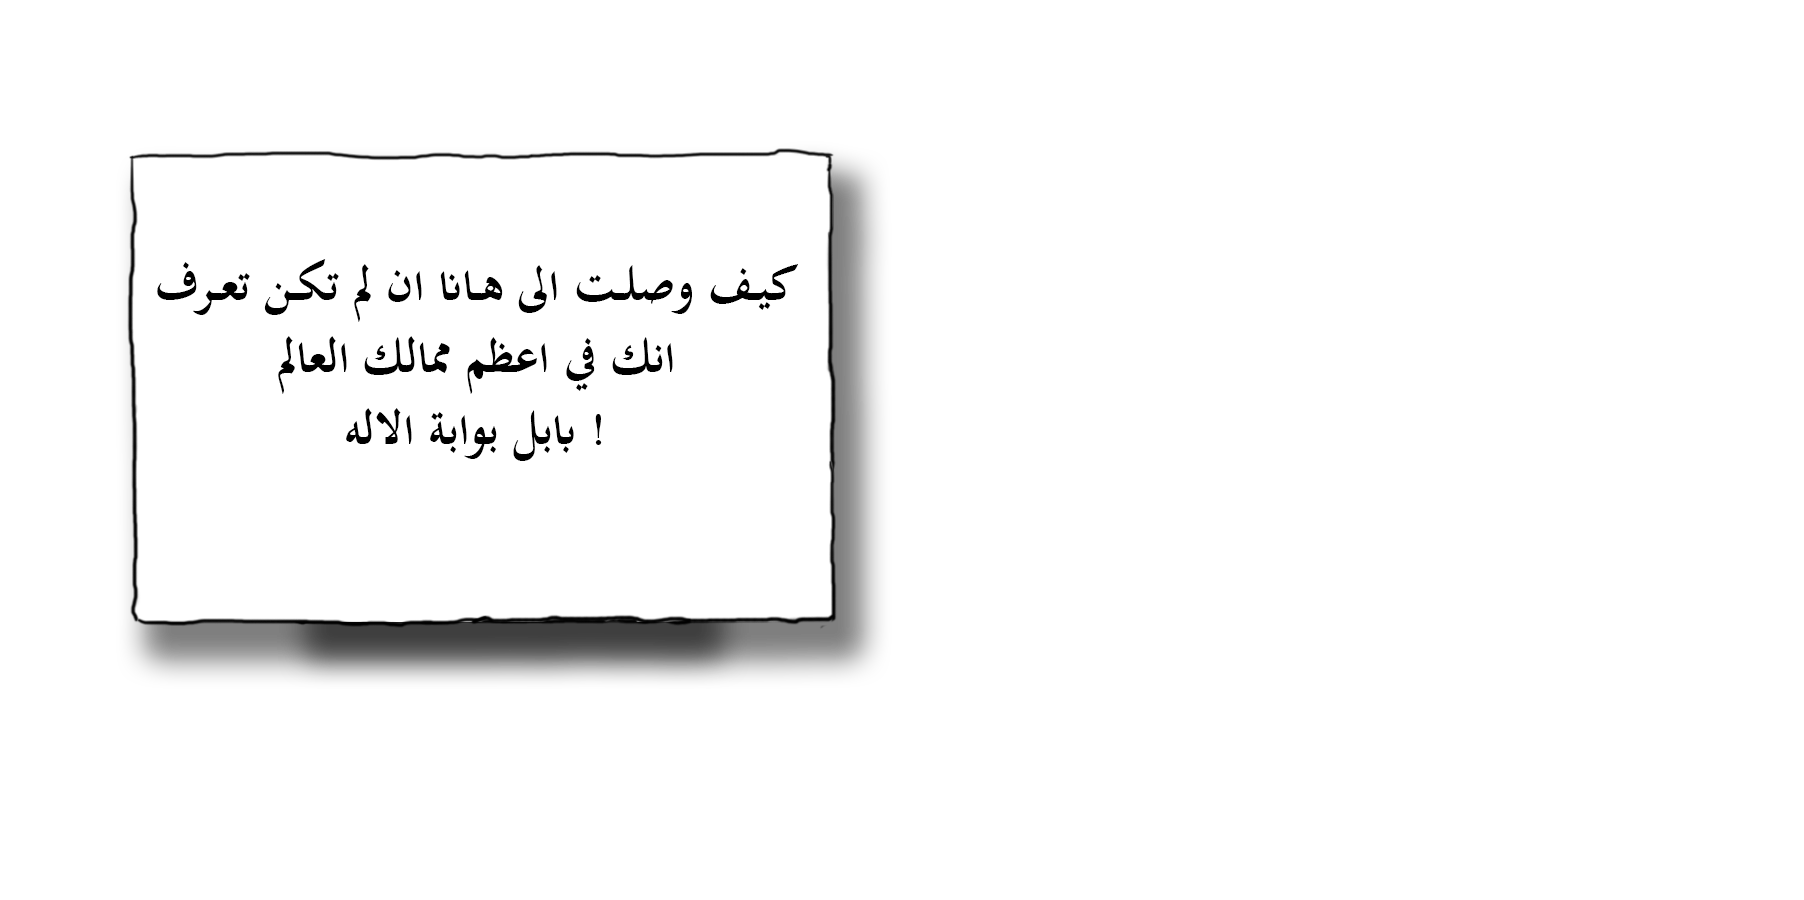 كيف وصلت الى هانا ان لم تكن تعرف
انك في اعظم ممالك العالم
! بابل بوابة الاله